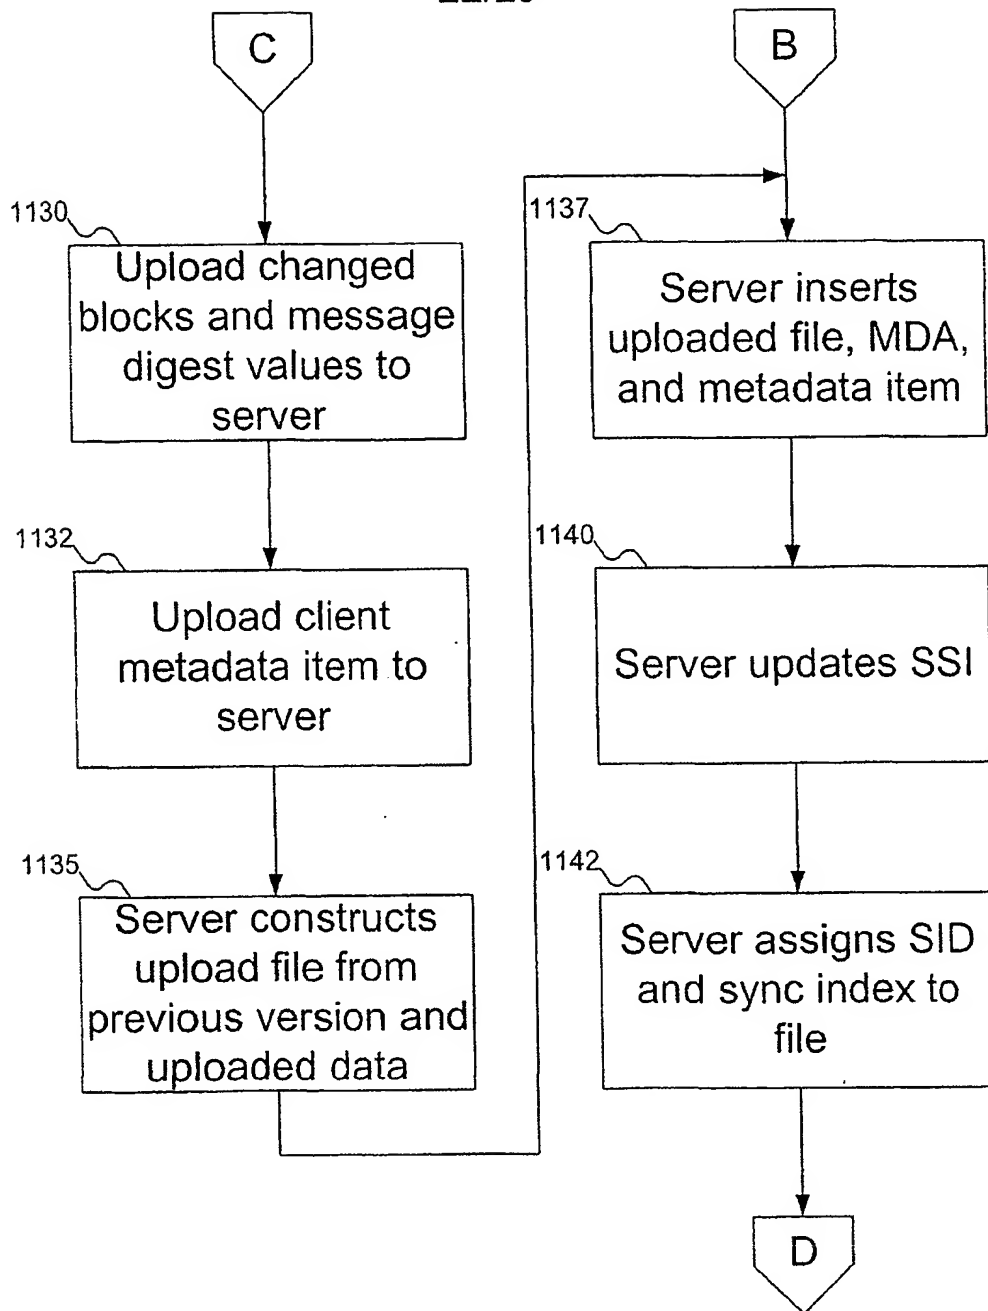 C
1130
Upload changed
blocks and message
digest values to
server
1132
Upload client
metadata item to
server
1135
Server constructs
upload file from
previous version and
uploaded data
B
1137
Server inserts
uploaded file, MDA,
and metadata item
1140
Server updates SSI
1142
Server assigns SID
and sync index to
file
D